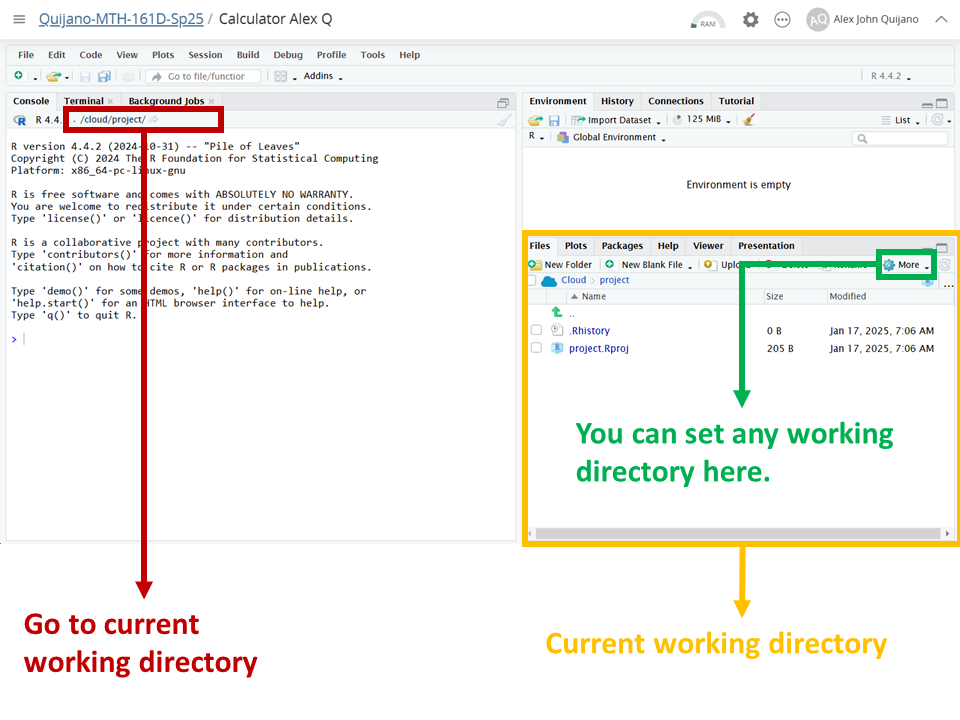 Quijano-MTH-161D-Sp25 / Calculator Alex Q
RAM
AQ
Alex John Quijano
File Edit Code View Plots Session Build Debug Profile Tools Help
Go to file/function
Addins
R 4.4.2
Console Terminal × Background Jobs ×
R 4.4. . /cloud/project/
R version 4.4.2 (2024-10-31) -- "Pile of Leaves"
Copyright (C) 2024 The R Foundation for Statistical Computing
Platform: x86_64-pc-linux-gnu
R is free software and comes with ABSOLUTELY NO WARRANTY.
You are welcome to redistribute it under certain conditions.
Type 'license()' or 'licence()' for distribution details.
R is a collaborative project with many contributors.
Type 'contributors()' for more information and
'citation()' on how to cite R or R packages in publications.
Type 'demo()' for some demos, 'help()' for on-line help, or
'help.start()' for an HTML browser interface to help.
Type 'q()' to quit R.
>
Environment History Connections Tutorial
Import Dataset 125 MiB List
R Global Environment
Environment is empty
Files Plots Packages Help Viewer Presentation
New Folder New Blank File Upload Delete Rename More
Cloud > project
...
Name Size Modified
..
.Rhistory 0 B Jan 17, 2025, 7:06 AM
project.Rproj 205 B Jan 17, 2025, 7:06 AM
You can set any working
directory here.
Go to current
working directory
Current working directory